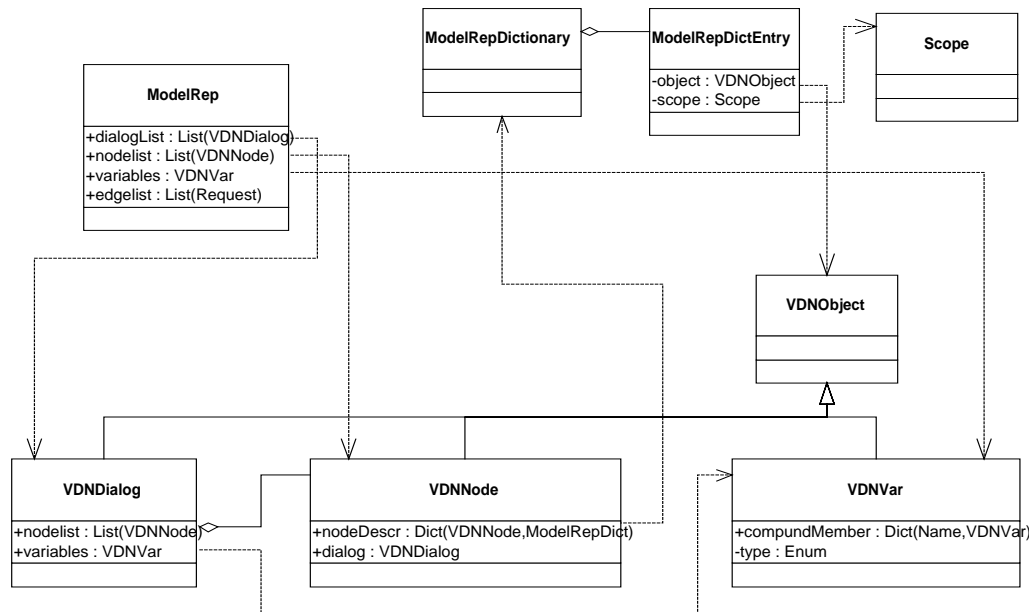 ModelRepDictionary
ModelRepDictEntry
-object : VDNObject
-scope : Scope
Scope
ModelRep
+dialogList : List(VDNDialog)
+nodelist : List(VDNNode)
+variables : VDNVar
+edgelist : List(Request)
VDNObject
VDNDialog
+nodelist : List(VDNNode)
+variables : VDNVar
VDNNode
+nodeDescr : Dict(VDNNode,ModelRepDict)
+dialog : VDNDialog
VDNVar
+compundMember : Dict(Name,VDNVar)
-type : Enum